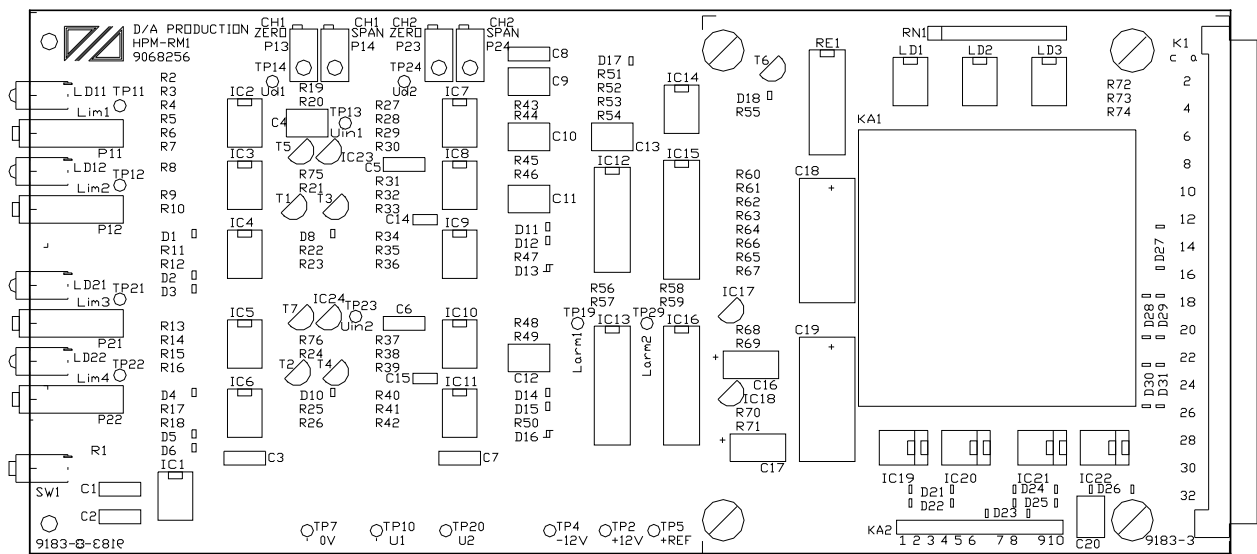 D/A PRODUCTION
HPM-RM1
9068256
CH1
ZERO
P13
CH1
SPAN
P14
CH2
ZERO
P23
CH2
SPAN
P24
TP14
Ud1
TP24
Ud2
LD11
TP11
Lim1
P11
LD12
TP12
Lim2
P12
LD21
TP21
Lim3
P21
LD22
TP22
Lim4
P22
R1
SW1
C1
C2
R2
R3
R4
R5
R6
R7
R8
R9
R10
D1
R11
R12
D2
D3
R13
R14
R15
R16
D4
R17
R18
D5
D6
IC1
IC2
IC3
IC4
IC5
IC6
C3
R19
R20
C4
TP13
Uin1
T5
IC23
R75
R21
T1
T3
D8
R22
R23
T7
IC24
TP23
Uin2
R76
R24
T2
T4
D10
R25
R26
R27
R28
R29
R30
C5
R31
R32
R33
C14
R34
R35
R36
C6
R37
R38
R39
C15
R40
R41
R42
IC7
IC8
IC9
IC10
IC11
C7
C8
C9
R43
R44
C10
R45
R46
C11
D11
D12
R47
D13
R48
R49
C12
D14
D15
R50
D16
D17
R51
R52
R53
R54
C13
IC12
R56
R57
TP19
Larm1
IC13
IC14
IC15
R58
R59
TP29
Larm2
IC16
T6
D18
R55
R60
R61
R62
R63
R64
R66
R65
R67
IC17
R68
R69
+
C16
IC18
R70
R71
+
C17
RE1
C18
+
C19
+
RN1
LD1
LD2
LD3
KA1
R72
R73
R74
K1
c a
2
4
6
8
10
12
14
16
18
20
22
24
26
28
30
32
D27
D28
D29
D30
D31
IC19
IC20
IC21
IC22
D21
D22
D24
D25
D26
D23
KA2
1 2 3 4 5 6 7 8 9 10
C20
9183-3
TP7
0V
TP10
U1
TP20
U2
TP4
-12V
TP2
+12V
TP5
+REF